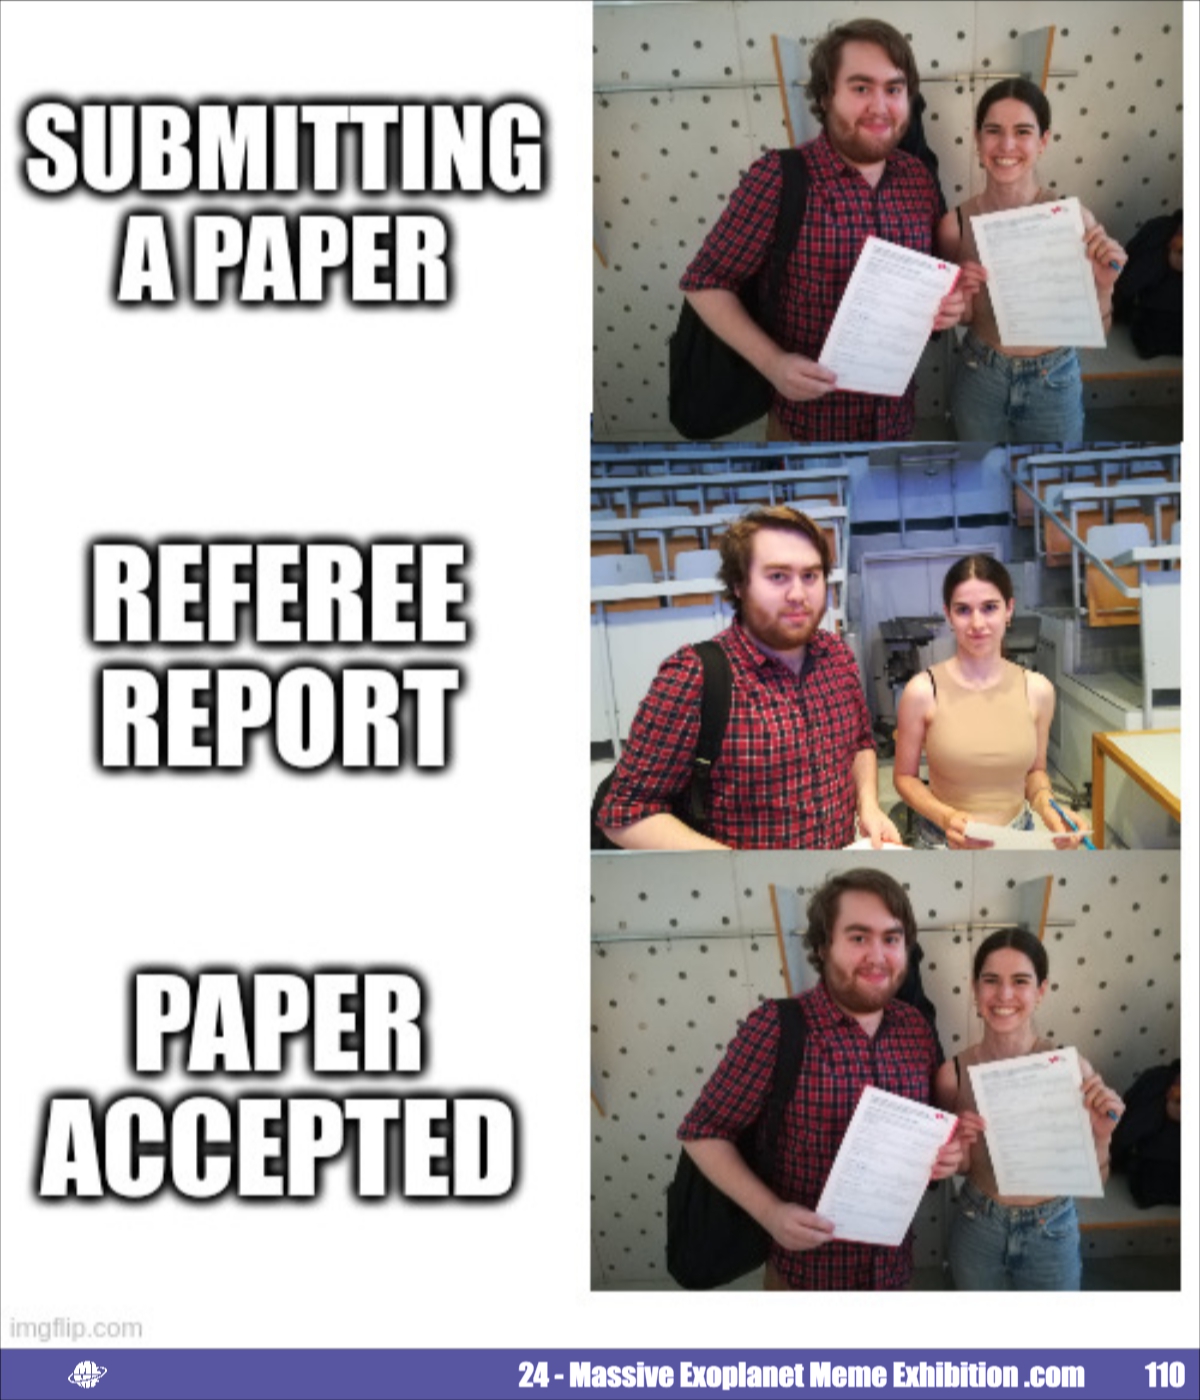 SUBMITTING
A PAPER
REFEREE
REPORT
PAPER
ACCEPTED
imgflip.com
24 - Massive Exoplanet Meme Exhibition .com 110